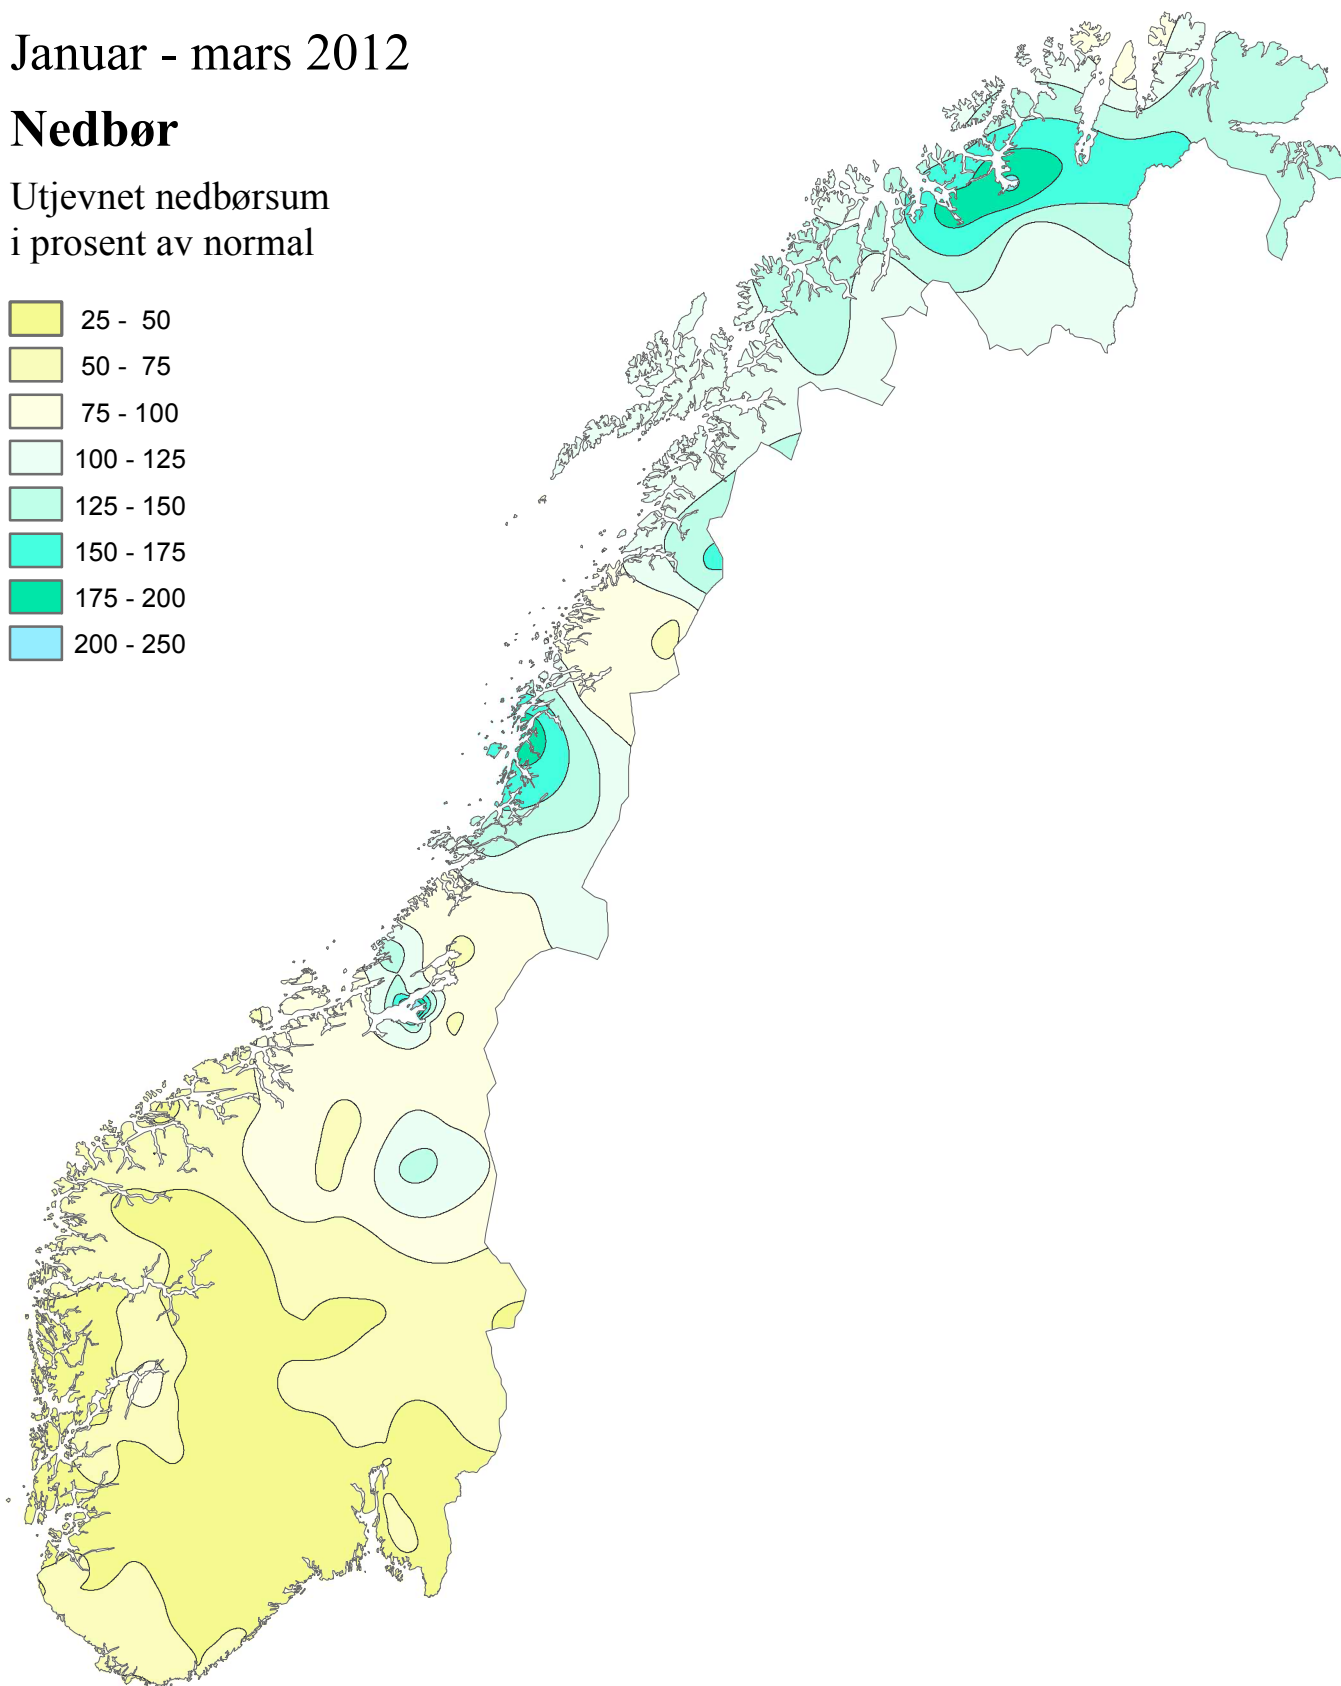 Januar - mars 2012
Nedbør
Utjevnet nedbørsum
i prosent av normal
25 - 50
50 - 75
75 - 100
100 - 125
125 - 150
150 - 175
175 - 200
200 - 250